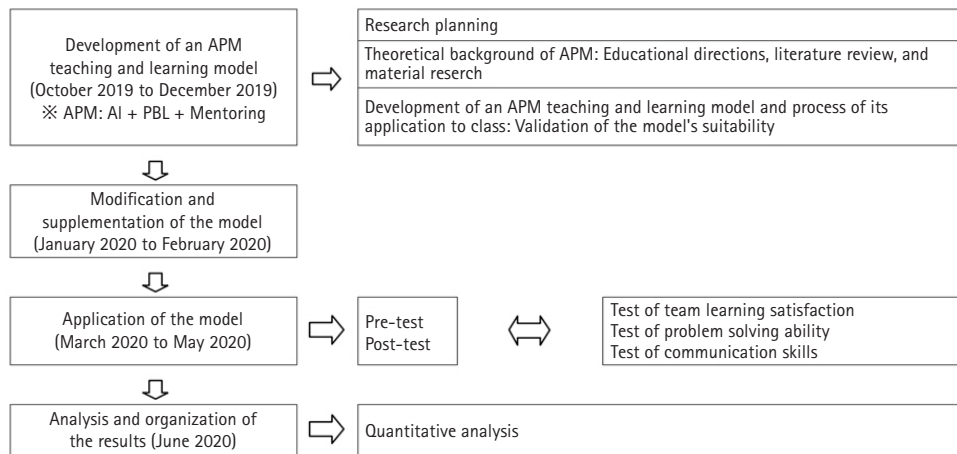 Development of an APM
teaching and learning model
(October 2019 to December 2019)
※ APM: AI + PBL + Mentoring
Research planning
Theoretical background of APM: Educational directions, literature review, and
material reserch
Development of an APM teaching and learning model and process of its
application to class: Validation of the model's suitability
Modification and
supplementation of the model
(January 2020 to February 2020)
Application of the model
(March 2020 to May 2020)
Pre-test
Post-test
Test of team learning satisfaction
Test of problem solving ability
Test of communication skills
Analysis and organization of
the results (June 2020)
Quantitative analysis